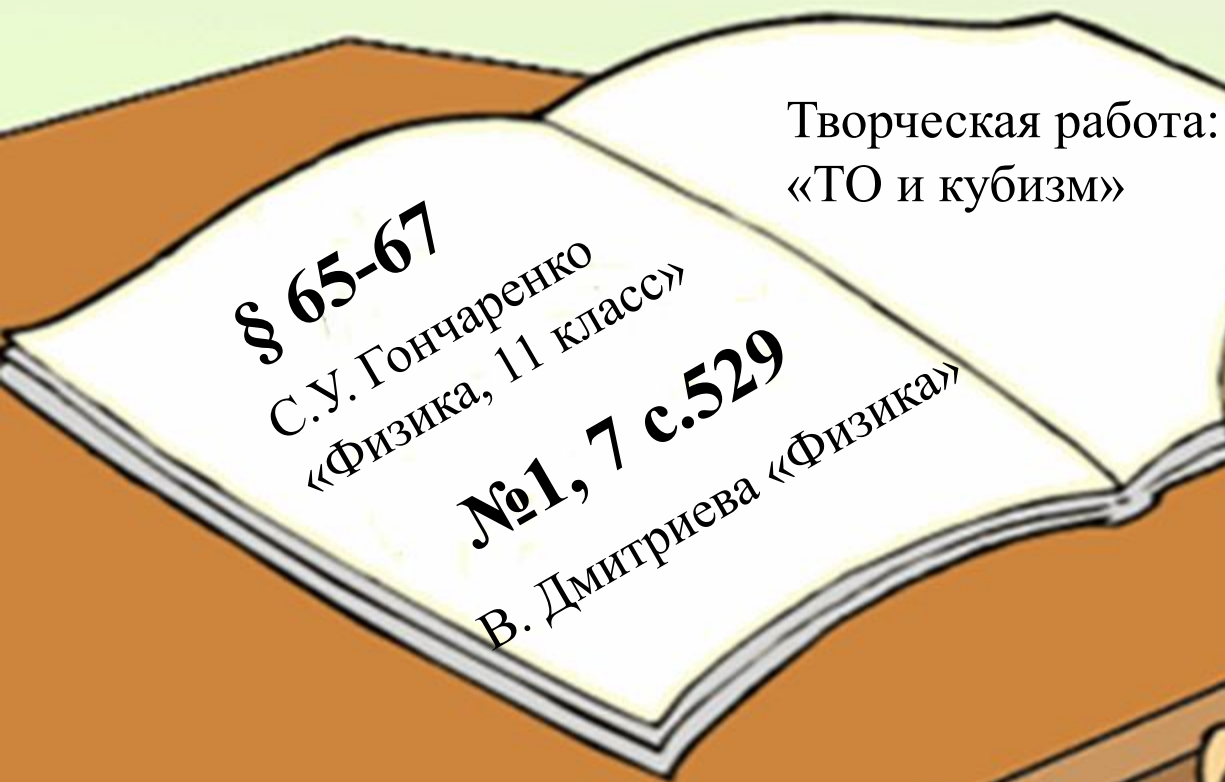 § 65-67
С.У. Гончаренко
«Физика, 11 класс»
№1, 7 с.529
В. Дмитриева «Физика»
Творческая работа:
«ТО и кубизм»